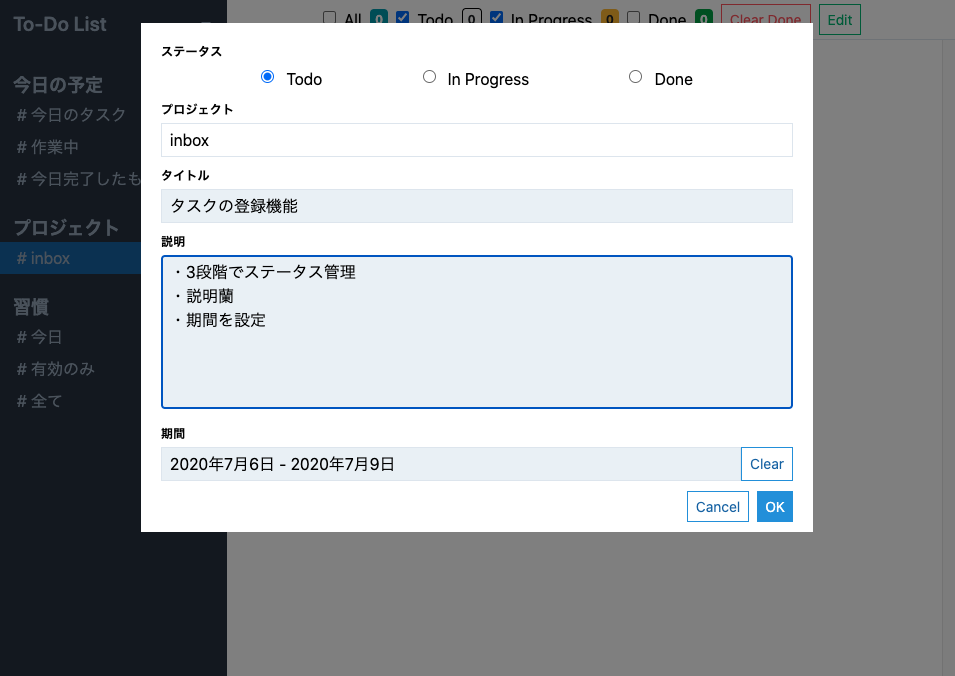 To-Do List
All 0 Todo 0 In Progress 0 Done 0 Clear Done Edit
今日の予定
# 今日のタスク
# 作業中
# 今日完了したも
プロジェクト
# inbox
習慣
# 今日
# 有効のみ
# 全て
ステータス
Todo In Progress Done
プロジェクト
inbox
タイトル
タスクの登録機能
説明
・3段階でステータス管理
・説明蘭
・期間を設定
期間
2020年7月6日 - 2020年7月9日 Clear
Cancel OK